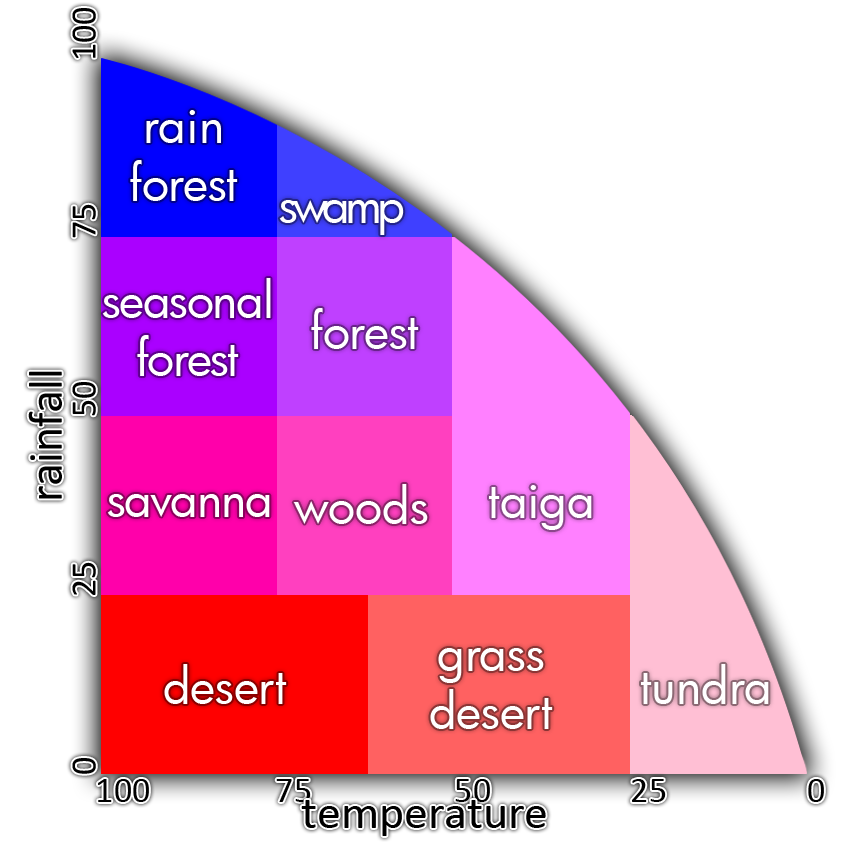 100
rain
forest
swamp
75
seasonal
forest
forest
50
rainfall
savanna
woods
taiga
25
desert
grass
desert
tundra
0
100 75 50 25 0
temperature